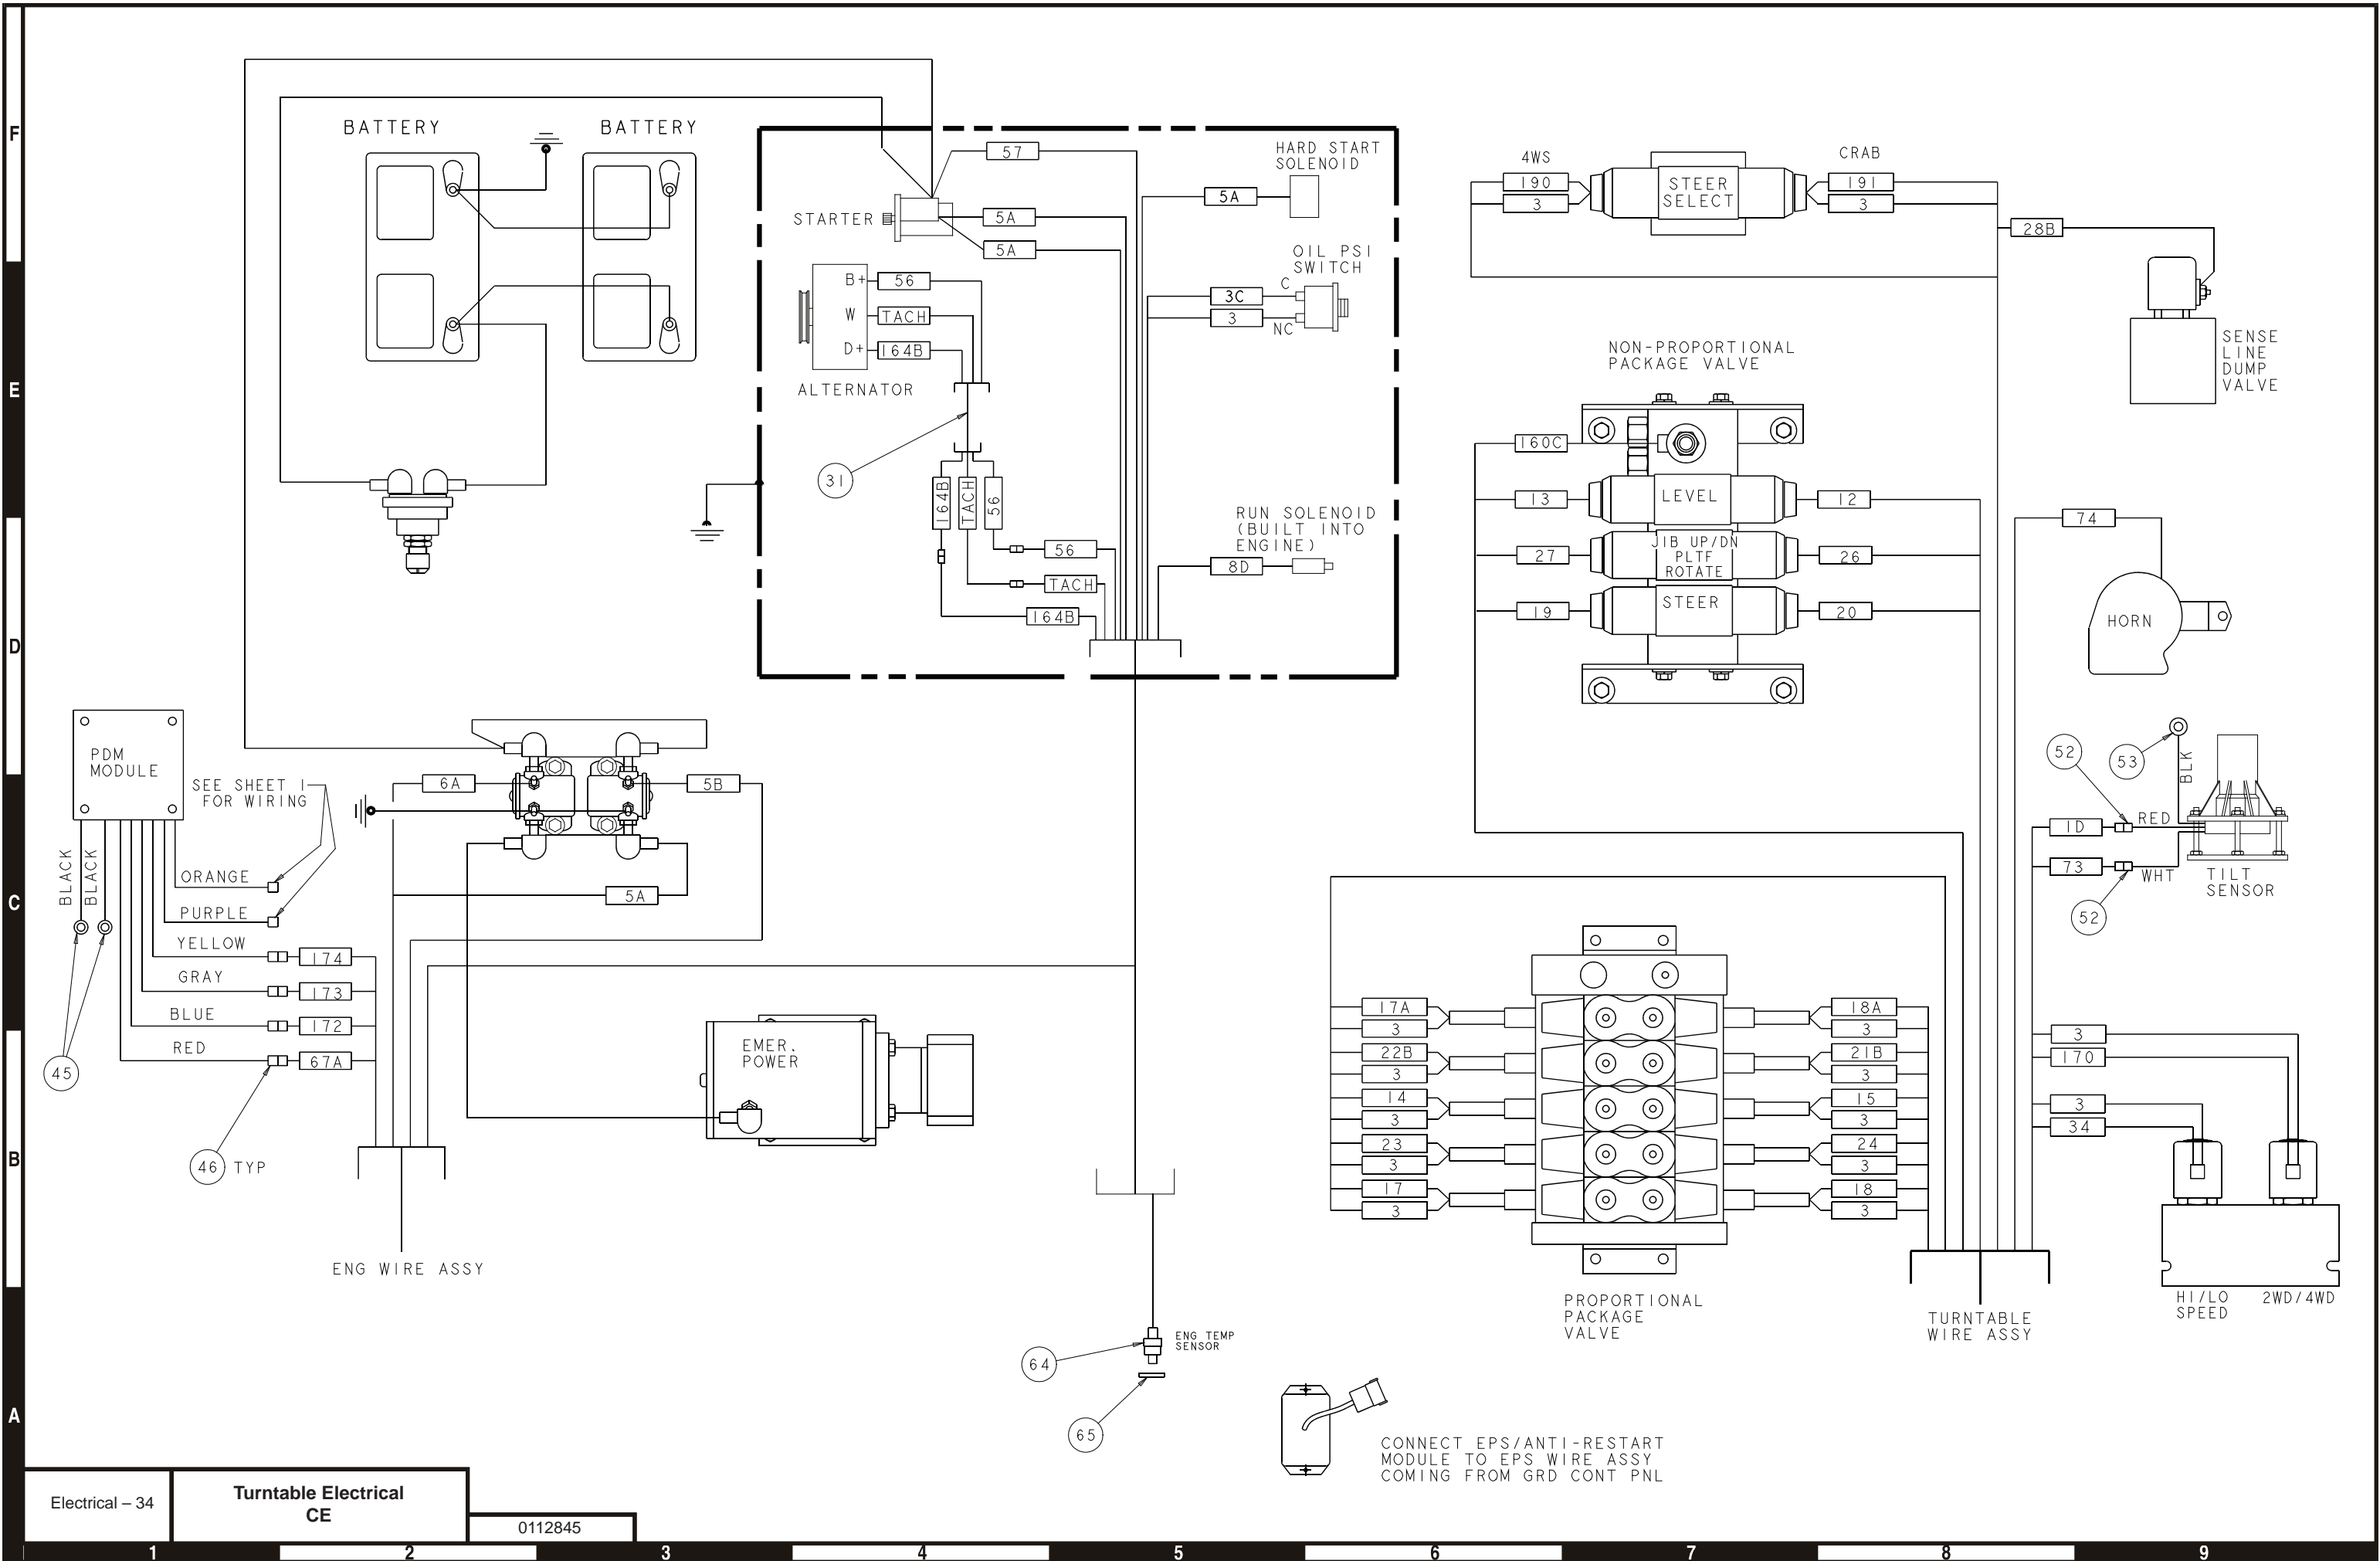 F
E
D
C
B
A
BATTERY
BATTERY
STARTER
57
5A
5A
HARD START
SOLENOID
5A
OIL PSI
SWITCH
C
3C
3
NC
B+
56
W
TACH
D+
164B
ALTERNATOR
31
164B
TACH
56
56
TACH
164B
RUN SOLENOID
(BUILT INTO
ENGINE)
8D
4WS
190
3
STEER
SELECT
CRAB
191
3
28B
SENSE
LINE
DUMP
VALVE
NON-PROPORTIONAL
PACKAGE VALVE
160C
13
LEVEL
12
27
JIB UP/DN
PLTF
ROTATE
26
19
STEER
20
74
HORN
PDM
MODULE
SEE SHEET 1
FOR WIRING
BLACK
BLACK
ORANGE
PURPLE
YELLOW
174
GRAY
173
BLUE
172
RED
67A
45
46
TYP
6A
5B
5A
EMER.
POWER
ENG WIRE ASSY
52
53
BLK
1D
RED
73
WHT
TILT
SENSOR
52
17A
3
18A
3
22B
3
21B
3
14
3
15
3
23
3
24
3
17
3
18
3
PROPORTIONAL
PACKAGE
VALVE
TURNTABLE
WIRE ASSY
3
170
3
34
HI/LO
SPEED
2WD/4WD
64
ENG TEMP
SENSOR
65
CONNECT EPS/ANTI-RESTART
MODULE TO EPS WIRE ASSY
COMING FROM GRD CONT PNL
Electrical – 34
Turntable Electrical
CE
0112845
1 2 3 4 5 6 7 8 9